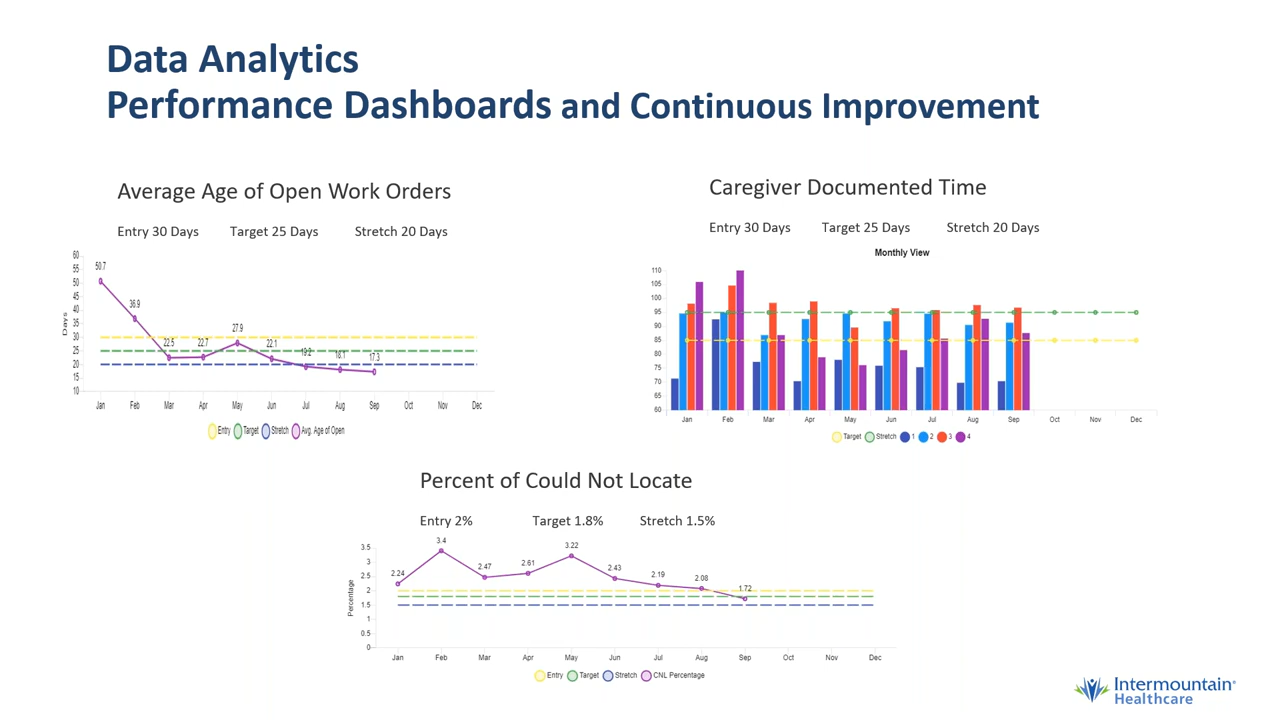 Data Analytics
Performance Dashboards and Continuous Improvement
Average Age of Open Work Orders
Entry 30 Days Target 25 Days Stretch 20 Days
60
55
50
45
40
35
30
25
20
15
10
Days
50.7
36.9
22.5
22.7
27.9
22.1
19.2
18.1
17.3
Jan Feb Mar Apr May Jun Jul Aug Sep Oct Nov Dec
Entry Target Stretch Avg. Age of Open
Caregiver Documented Time
Entry 30 Days Target 25 Days Stretch 20 Days
Monthly View
110
105
100
95
90
85
80
75
70
65
60
Jan Feb Mar Apr May Jun Jul Aug Sep Oct Nov Dec
Target Stretch 1 2 3 4
Percent of Could Not Locate
Entry 2% Target 1.8% Stretch 1.5%
3.5
3
2.5
2
1.5
1
0.5
0
Percentage
2.24
3.4
2.47
2.61
3.22
2.43
2.19
2.08
1.72
Jan Feb Mar Apr May Jun Jul Aug Sep Oct Nov Dec
Entry Target Stretch CNL Percentage
Intermountain®
Healthcare